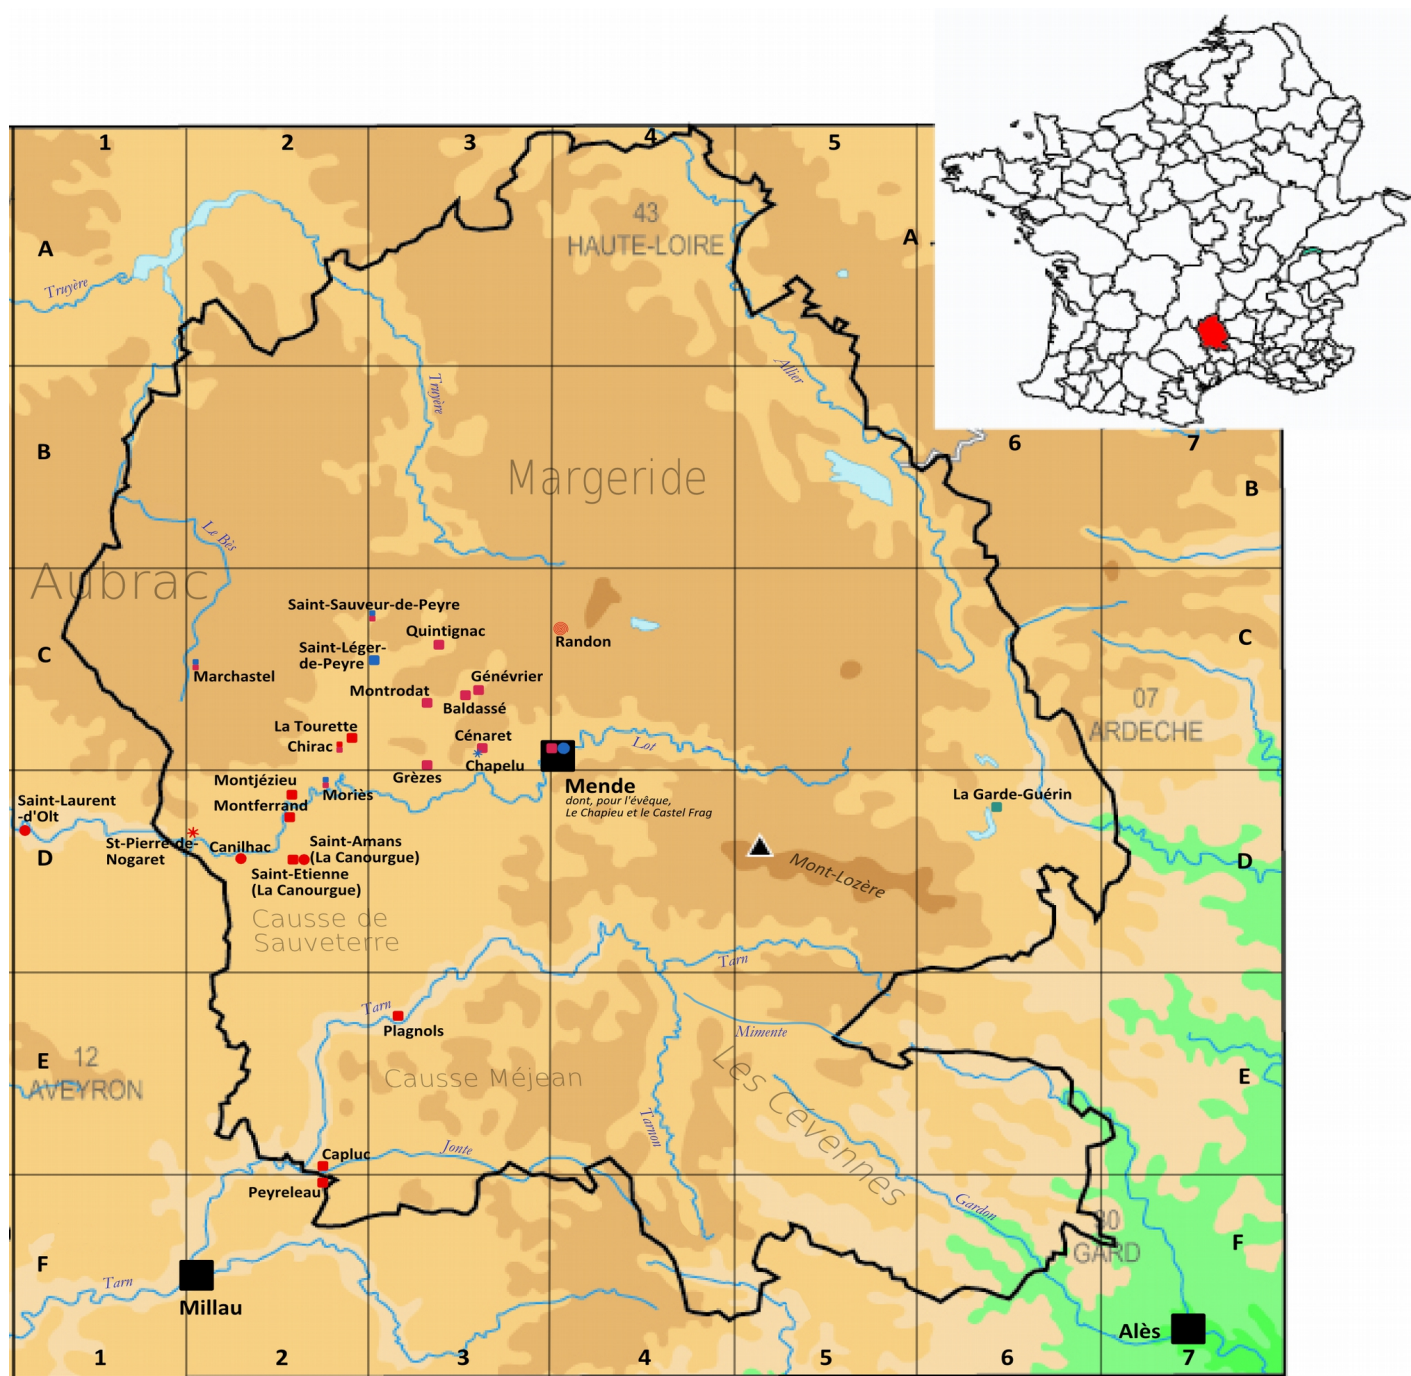 1
2
3
4
5
A
A
43
HAUTE-LOIRE
Truyère
Truyère
Allier
B
6
7
B
Margeride
Le Bès
Aubrac
Saint-Sauveur-de-Peyre
Quintignac
Randon
C
C
Saint-Léger-
de-Peyre
Marchastel
Génévrier
Montrodat
Baldassé
07
ARDECHE
La Tourette
Chirac
Cénaret
Chapelu
Lot
Grèzes
Montjézieu
Moriès
Mende
dont, pour l'évêque,
Le Chapieu et le Castel Frag
La Garde-Guérin
Saint-Laurent
-d'Olt
Montferrand
St-Pierre-de-
Nogaret
Canilhac
Saint-Amans
(La Canourgue)
Saint-Etienne
(La Canourgue)
D
D
Mont-Lozère
Causse de
Sauveterre
Tarn
Tarn
Plagnols
Mimente
12
AVEYRON
E
E
Causse Méjean
Les Cévennes
Tarnon
Capluc
Jonte
Peyreleau
Gardon
30
GARD
F
F
Tarn
Millau
Alès
1
2
3
4
5
6
7